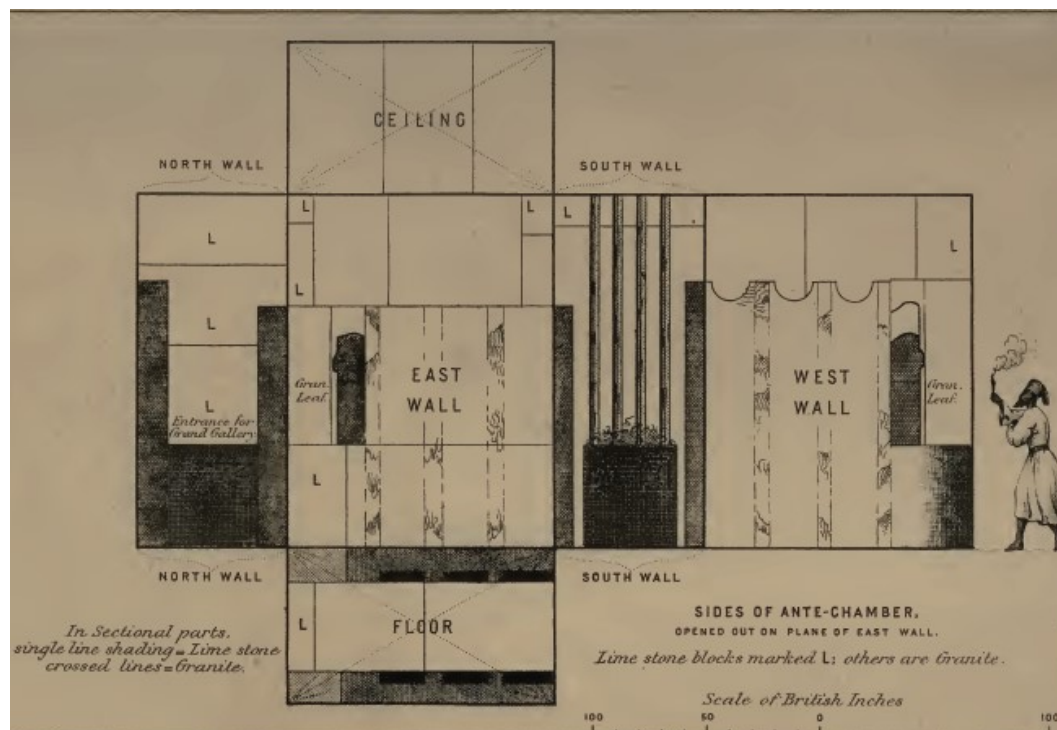 CEILING
NORTH WALL
SOUTH WALL
L
L
L
L
L
L
L
L
Gran.
Leaf.
EAST
WALL
WEST
WALL
Gran.
Leaf.
L
Entrance for
Grand Gallery
L
NORTH WALL
SOUTH WALL
L
FLOOR
In Sectional parts,
single line shading = Lime stone
crossed lines = Granite.
SIDES OF ANTE-CHAMBER,
OPENED OUT ON PLANE OF EAST WALL.
Lime stone blocks marked L; others are Granite.
Scale of British Inches
100 50 0 100